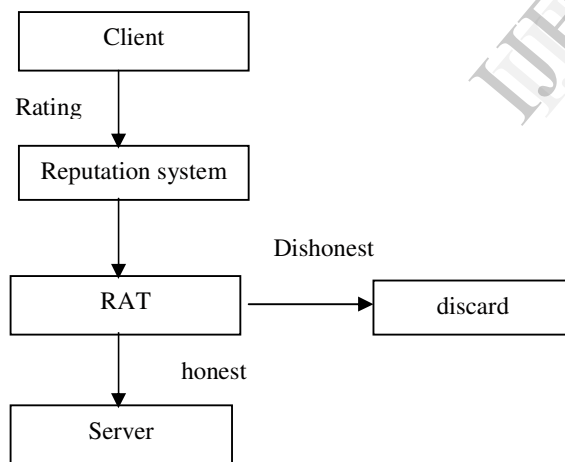 Client
Rating
Reputation system
Dishonest
RAT
discard
honest
Server